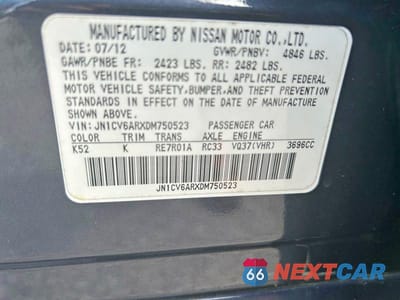 MANUFACTURED BY NISSAN MOTOR CO.,LTD.
DATE: 07/12 GVWR/PNBV: 4846 LBS.
GAWR/PNBE FR: 2423 LBS. RR: 2482 LBS.
THIS VEHICLE CONFORMS TO ALL APPLICABLE FEDERAL
MOTOR VEHICLE SAFETY, BUMPER, AND THEFT PREVENTION
STANDARDS IN EFFECT ON THE DATE OF MANUFACTURE
SHOWN ABOVE.
VIN: JN1CV6ARXDM750523 PASSENGER CAR
COLOR TRIM TRANS AXLE ENGINE
K52 K RE7R01A RC33 VQ37(VHR) 3696CC
JN1CV6ARXDM750523
66 NEXTCAR